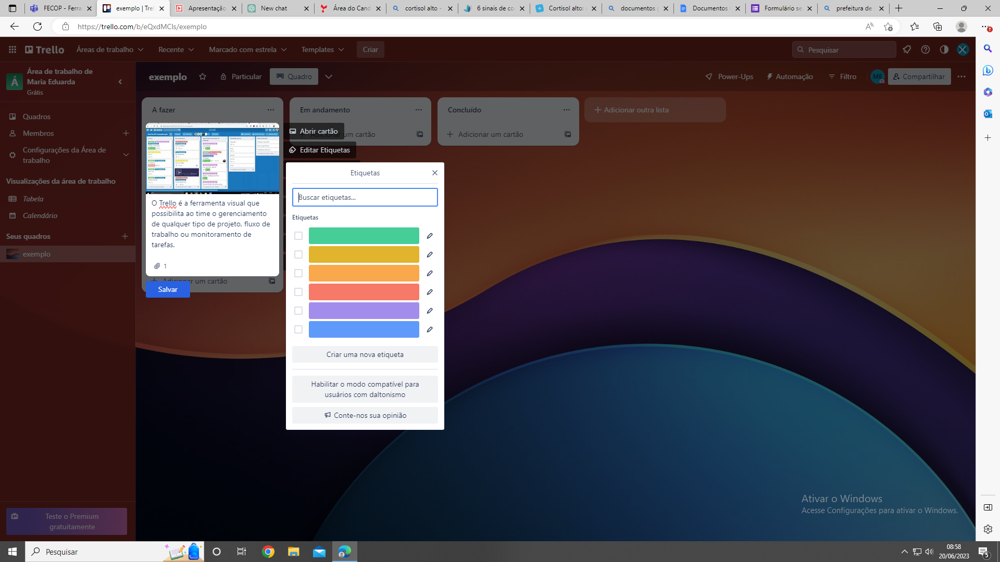 FECOP - Ferra
exemplo | Trel
Apresentação
New chat
Área do Cand
cortisol alto -
6 sinais de co
Cortisol alto: c
documentos g
Documentos
Formulário se
prefeitura de
https://trello.com/b/eQxdMCls/exemplo
Trello
Áreas de trabalho
Recente
Marcado com estrela
Templates
Criar
Pesquisar
Á
Área de trabalho de
Maria Eduarda
Grátis
exemplo
Particular
Quadro
Power-Ups
Automação
Filtro
ME
Compartilhar
Quadros
Membros
Configurações da Área de
trabalho
Visualizações da área de trabalho
Tabela
Calendário
Seus quadros
exemplo
Teste o Premium
gratuitamente
A fazer
O Trello é a ferramenta visual que
possibilita ao time o gerenciamento
de qualquer tipo de projeto, fluxo de
trabalho ou monitoramento de
tarefas.
1
Adicionar um cartão
Salvar
Em andamento
Abrir cartão
um cartão
Editar Etiquetas
Concluído
Adicionar um cartão
Adicionar outra lista
Etiquetas
Buscar etiquetas...
Etiquetas
Criar uma nova etiqueta
Habilitar o modo compatível para
usuários com daltonismo
Conte-nos sua opinião
Ativar o Windows
Acesse Configurações para ativar o Windows.
Pesquisar
08:58
20/06/2023
5